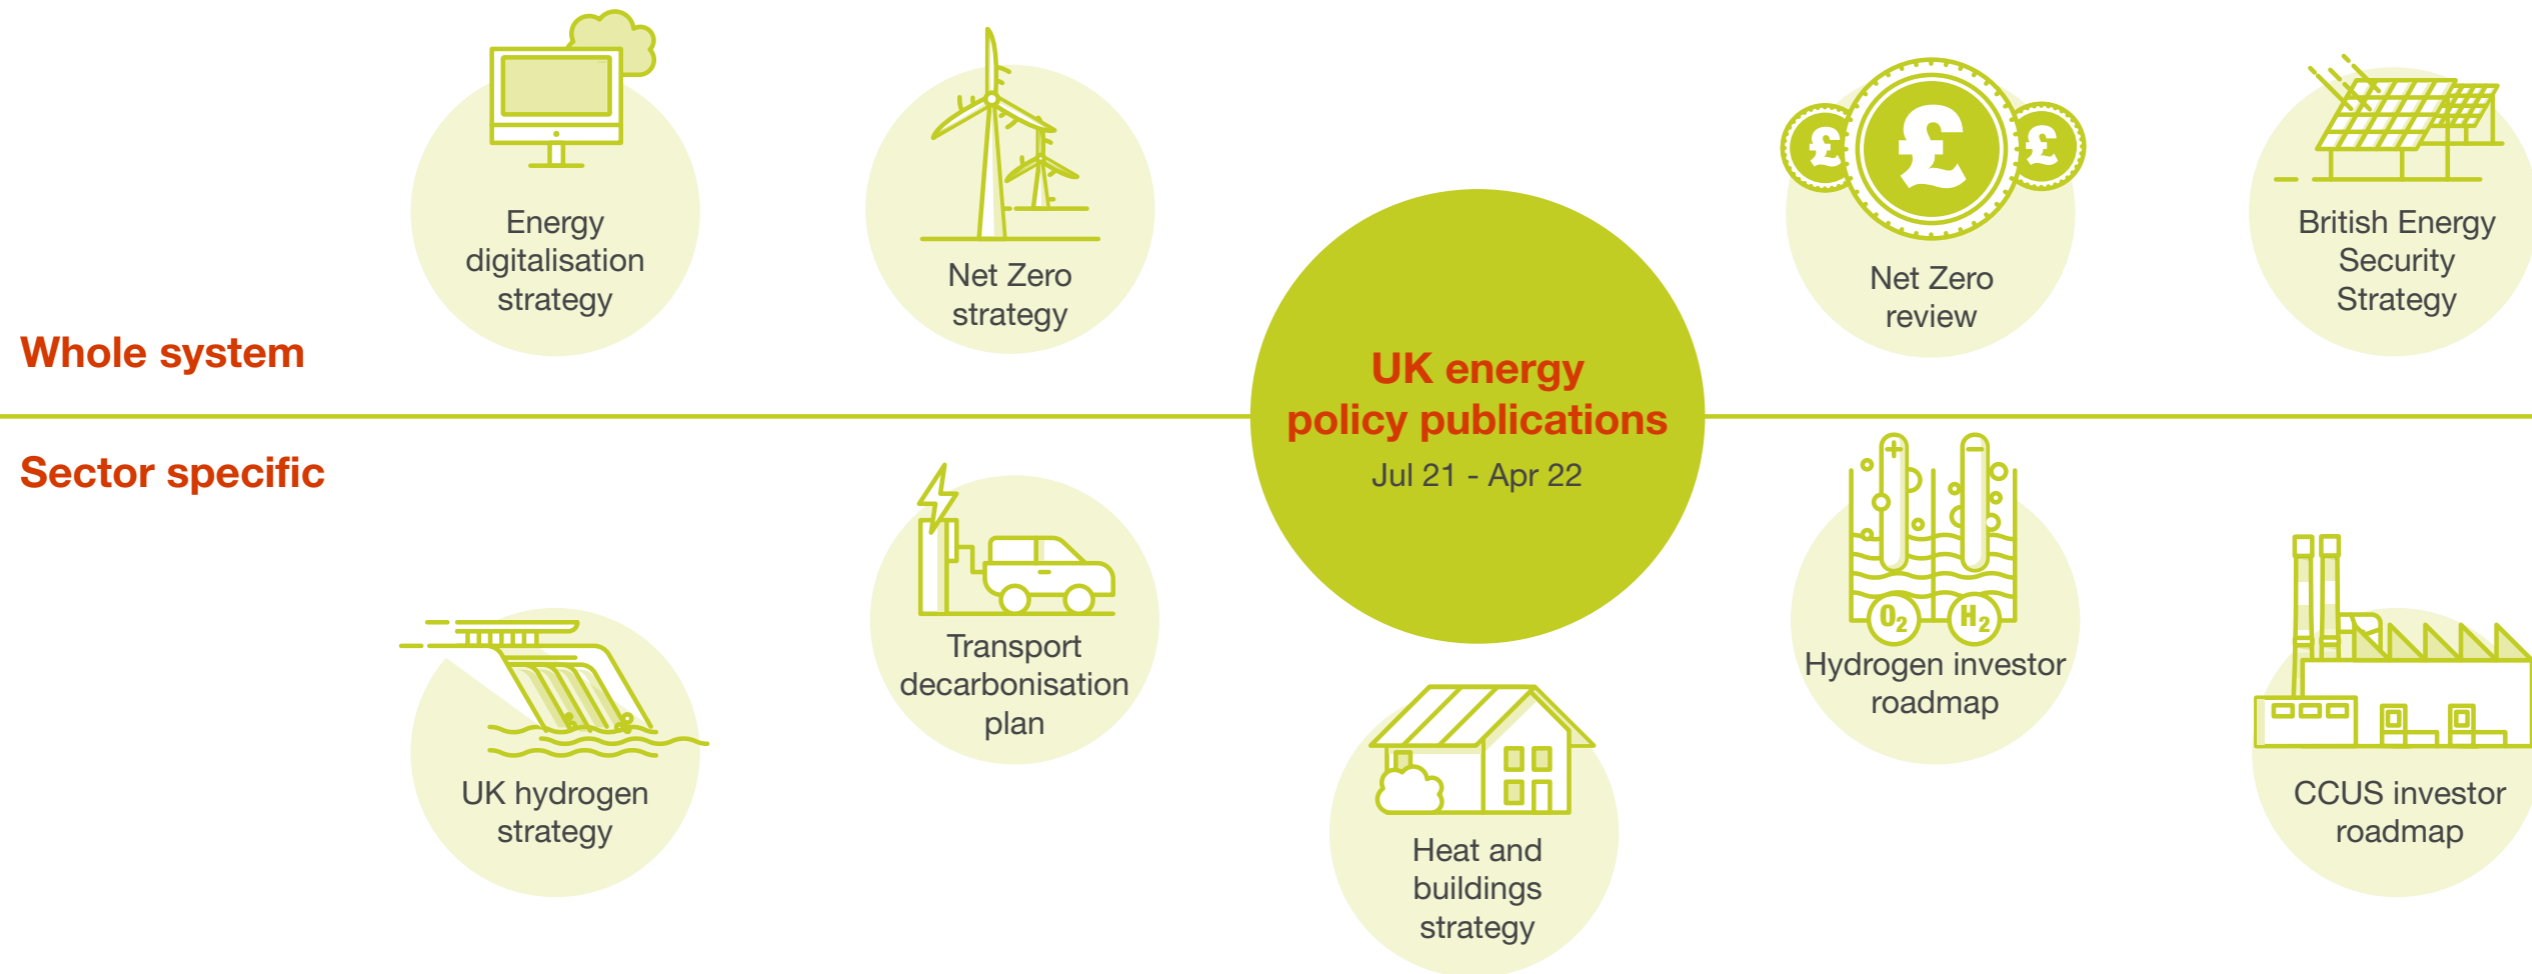 Energy
digitalisation
strategy
Net Zero
strategy
£
£
£
Net Zero
review
British Energy
Security
Strategy
Whole system
UK energy
policy publications
Jul 21 - Apr 22
Sector specific
UK hydrogen
strategy
Transport
decarbonisation
plan
Heat and
buildings
strategy
+
−
O₂
H₂
Hydrogen investor
roadmap
CCUS investor
roadmap